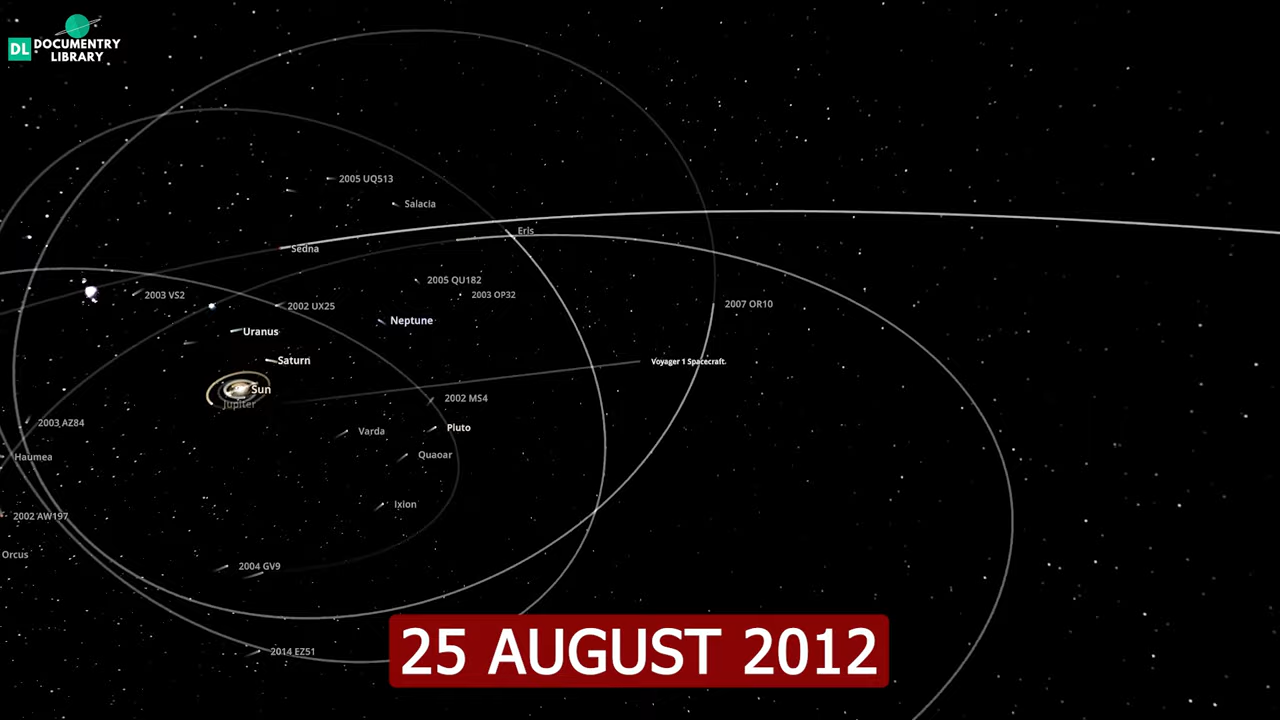 DL DOCUMENTRY
LIBRARY
2005 UQ513
Salacia
Eris
Sedna
2005 QU182
2003 VS2
2003 OP32
2002 UX25
2007 OR10
Neptune
Uranus
Saturn
Voyager 1 Spacecraft.
Sun
Jupiter
2002 MS4
2003 AZ84
Pluto
Varda
Quaoar
Haumea
Ixion
2002 AW197
Orcus
2004 GV9
2014 EZ51
25 AUGUST 2012